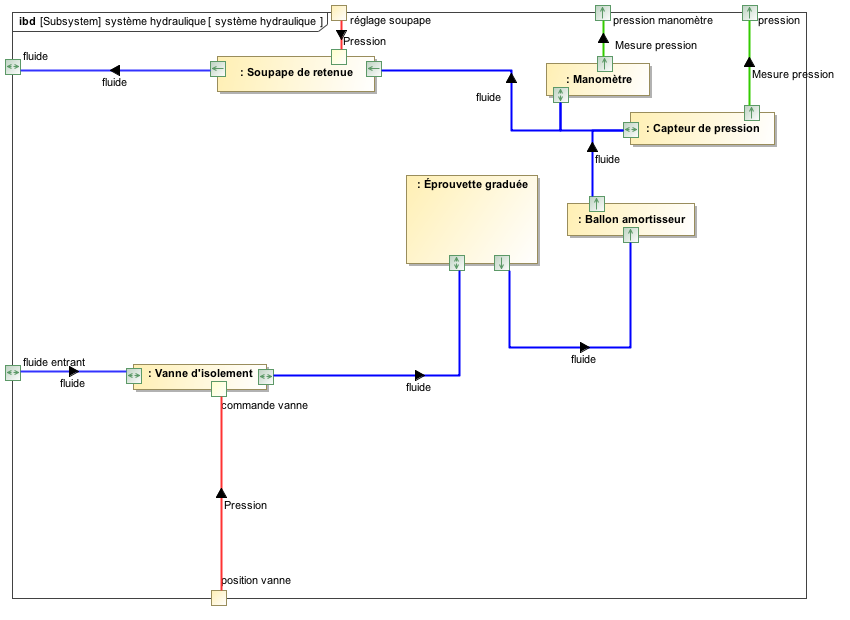 ibd [Subsystem] système hydraulique [ système hydraulique ]
réglage soupape
pression manomètre
pression
Pression
Mesure pression
fluide
: Soupape de retenue
: Manomètre
Mesure pression
fluide
fluide
: Capteur de pression
fluide
: Éprouvette graduée
: Ballon amortisseur
fluide
fluide entrant
: Vanne d'isolement
fluide
fluide
commande vanne
Pression
position vanne